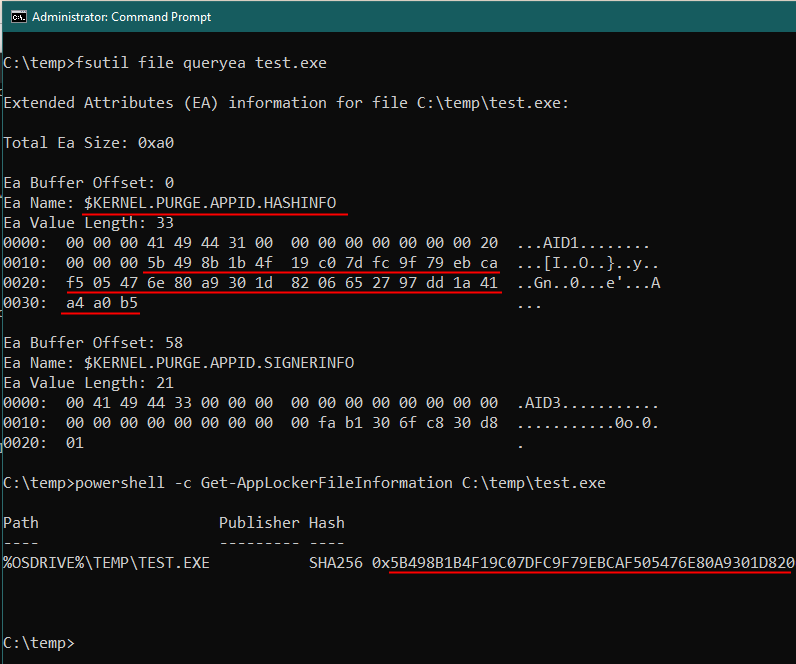 Administrator: Command Prompt
C:\temp>fsutil file queryea test.exe
Extended Attributes (EA) information for file C:\temp\test.exe:
Total Ea Size: 0xa0
Ea Buffer Offset: 0
Ea Name: $KERNEL.PURGE.APPID.HASHINFO
Ea Value Length: 33
0000:  00 00 00 41 49 44 31 00  00 00 00 00 00 00 00 20  ...AID1........
0010:  00 00 00 5b 49 8b 1b 4f  19 c0 7d fc 9f 79 eb ca  ...[I..O..}..y..
0020:  f5 05 47 6e 80 a9 30 1d  82 06 65 27 97 dd 1a 41  ..Gn..0...e'...A
0030:  a4 a0 b5                                          ...
Ea Buffer Offset: 58
Ea Name: $KERNEL.PURGE.APPID.SIGNERINFO
Ea Value Length: 21
0000:  00 41 49 44 33 00 00 00  00 00 00 00 00 00 00 00  .AID3...........
0010:  00 00 00 00 00 00 00 00  00 fa b1 30 6f c8 30 d8  ...........0o.0.
0020:  01                                                .
C:\temp>powershell -c Get-AppLockerFileInformation C:\temp\test.exe
Path                    Publisher Hash
----                    --------- ----
%OSDRIVE%\TEMP\TEST.EXE           SHA256 0x5B498B1B4F19C07DFC9F79EBCAF505476E80A9301D820
C:\temp>